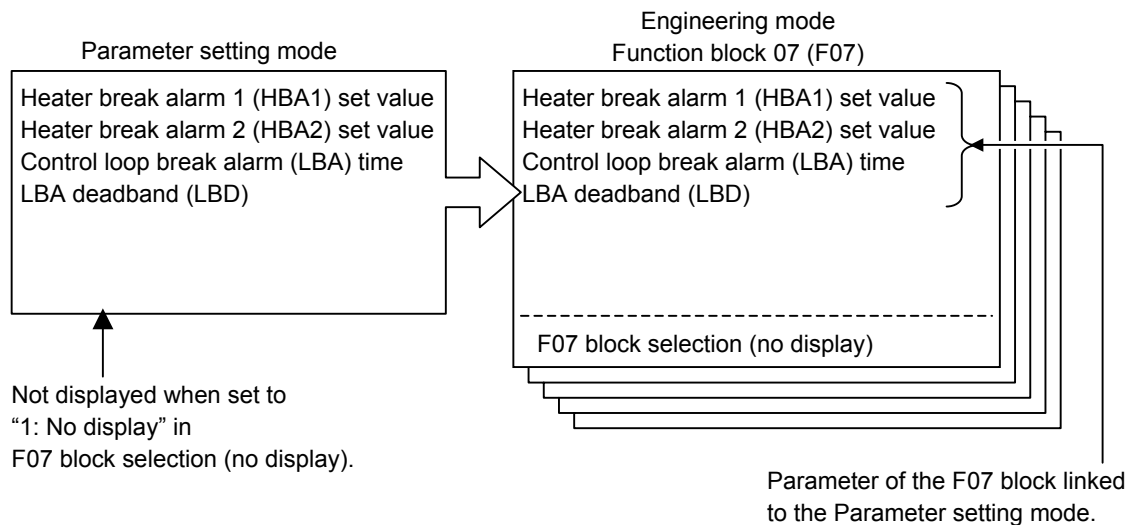 Parameter setting mode
Heater break alarm 1 (HBA1) set value
Heater break alarm 2 (HBA2) set value
Control loop break alarm (LBA) time
LBA deadband (LBD)
Not displayed when set to
“1: No display” in
F07 block selection (no display).
Engineering mode
Function block 07 (F07)
Heater break alarm 1 (HBA1) set value
Heater break alarm 2 (HBA2) set value
Control loop break alarm (LBA) time
LBA deadband (LBD)
F07 block selection (no display)
Parameter of the F07 block linked
to the Parameter setting mode.